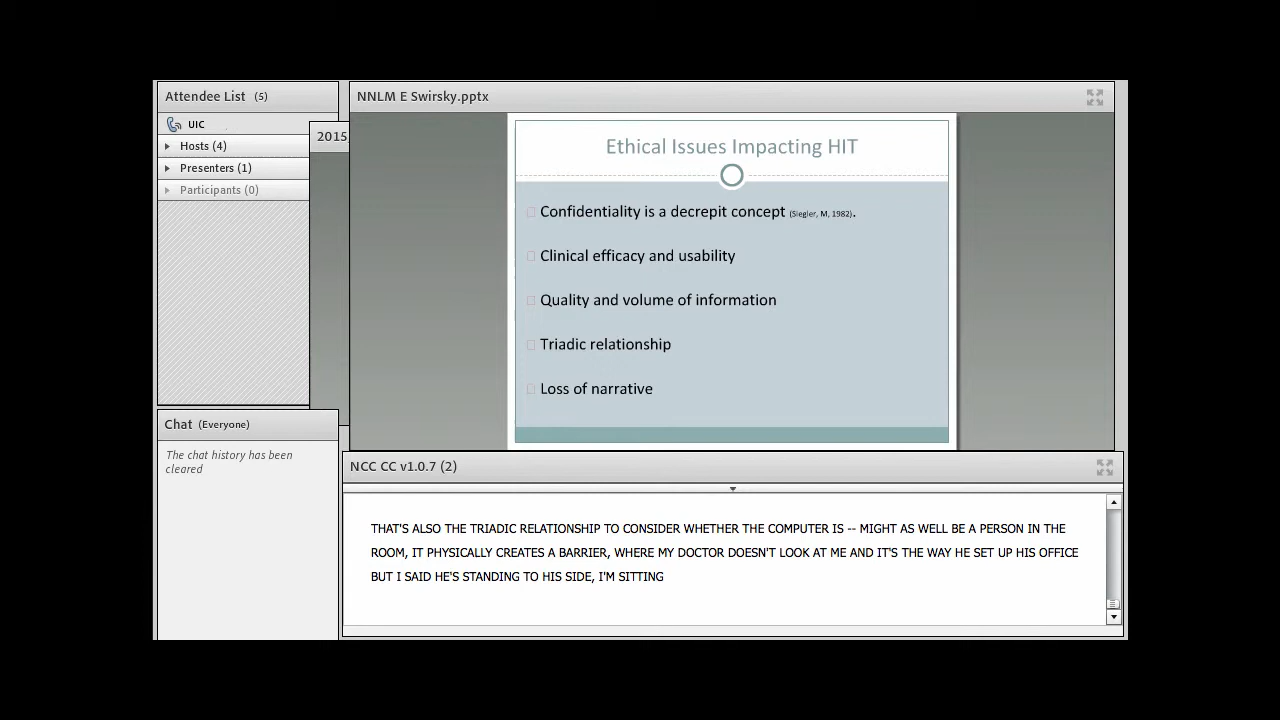 Attendee List (5)
UIC
Hosts (4)
Presenters (1)
Participants (0)
2015
Chat (Everyone)
The chat history has been
cleared
NNLM E Swirsky.pptx
Ethical Issues Impacting HIT
Confidentiality is a decrepit concept (Siegler, M, 1982).
Clinical efficacy and usability
Quality and volume of information
Triadic relationship
Loss of narrative
NCC CC v1.0.7 (2)
THAT'S ALSO THE TRIADIC RELATIONSHIP TO CONSIDER WHETHER THE COMPUTER IS -- MIGHT AS WELL BE A PERSON IN THE
ROOM, IT PHYSICALLY CREATES A BARRIER, WHERE MY DOCTOR DOESN'T LOOK AT ME AND IT'S THE WAY HE SET UP HIS OFFICE
BUT I SAID HE'S STANDING TO HIS SIDE, I'M SITTING